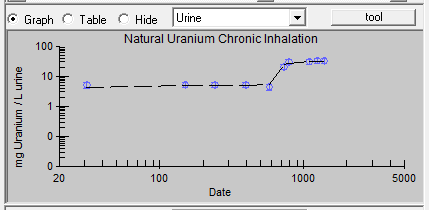 Graph Table Hide Urine tool
Natural Uranium Chronic Inhalation
mg Uranium / L urine
100
10
1
0
0
20 100 1000 5000
Date